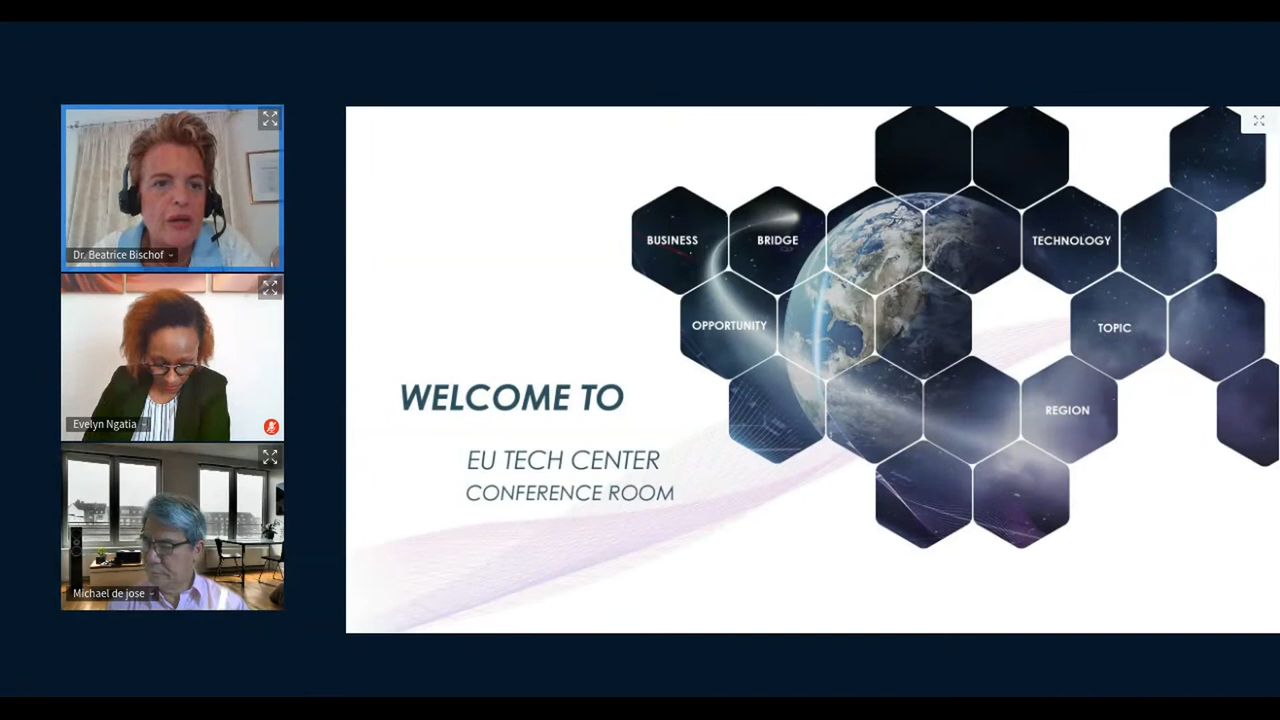 Dr. Beatrice Bischof
Evelyn Ngatia
Michael de jose
WELCOME TO
EU TECH CENTER
CONFERENCE ROOM
BUSINESS
BRIDGE
TECHNOLOGY
OPPORTUNITY
TOPIC
REGION